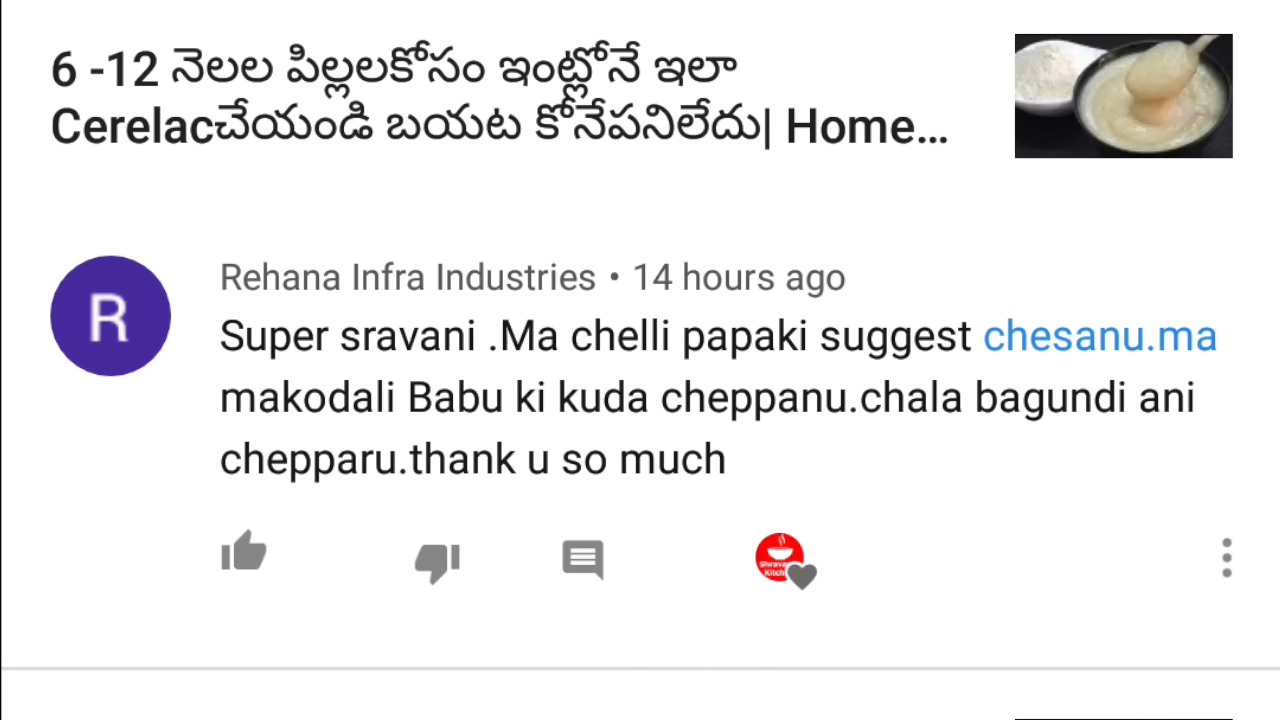 6 -12 నెలల పిల్లలకోసం ఇంట్లోనే ఇలా
Cerelacచేయండి బయట కోనేపనిలేదు| Home...
R
Rehana Infra Industries • 14 hours ago
Super sravani .Ma chelli papaki suggest chesanu.ma
makodali Babu ki kuda cheppanu.chala bagundi ani
chepparu.thank u so much